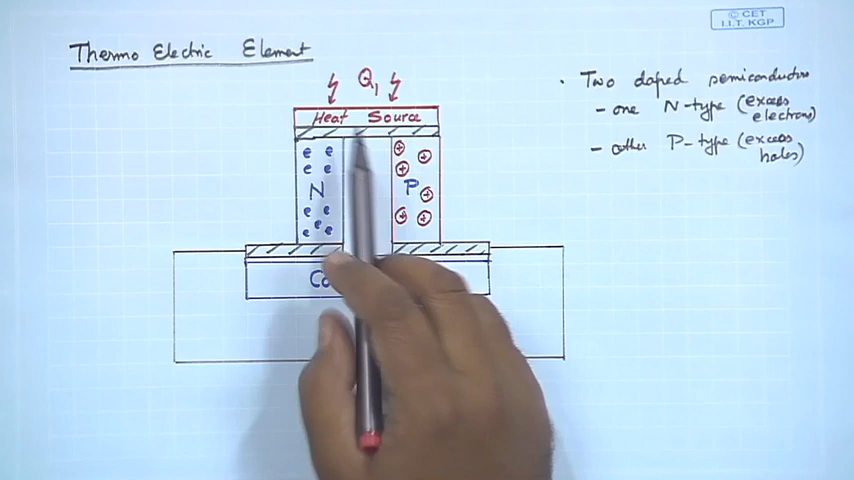 © CET
I.I.T. KGP
Thermo Electric Element
Q1
Heat Source
e e
e e
N
e e
e
e e
+
+
+
P
+
+ +
· Two doped semiconductors
- one N-type (excess electrons)
- other P-type (excess holes)